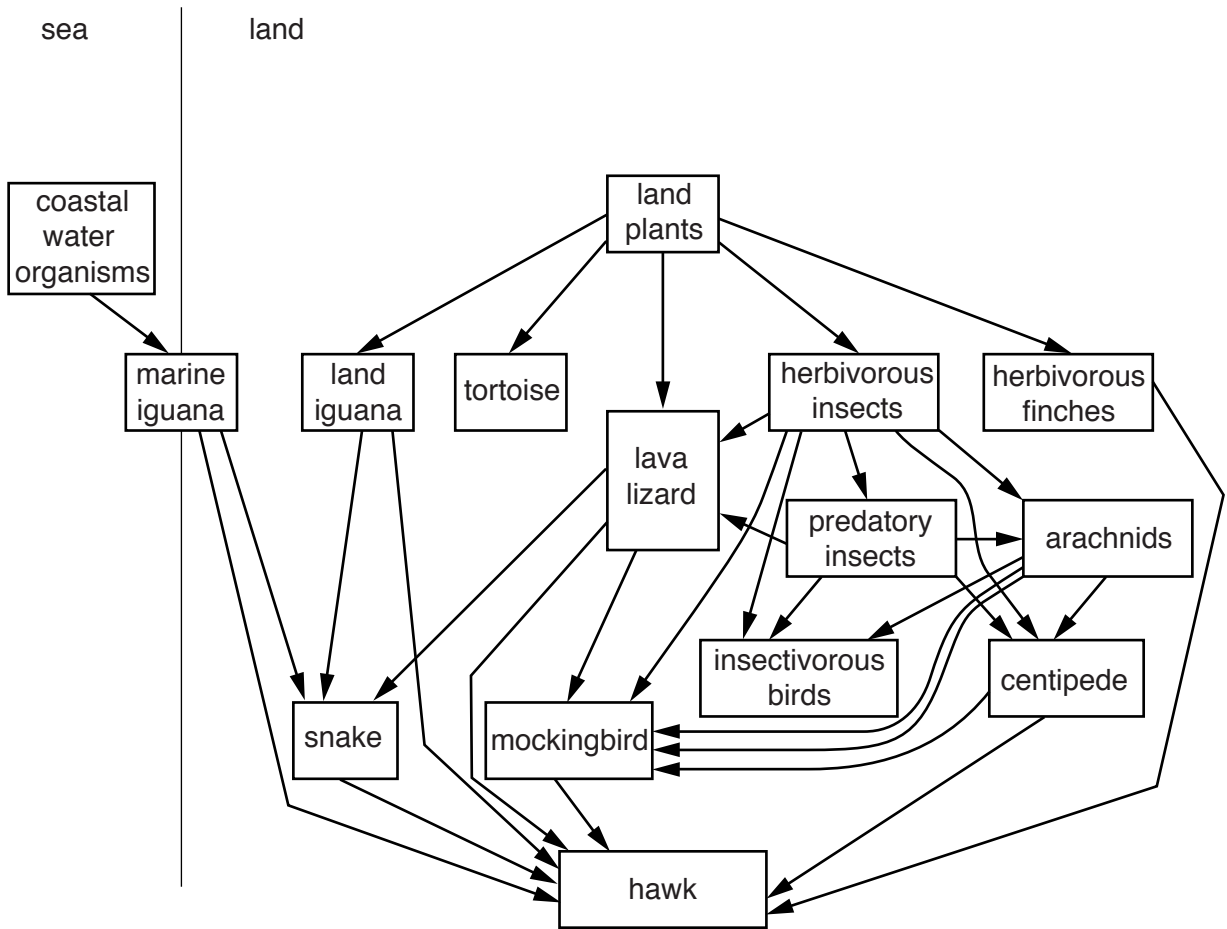 sea
land
coastal
water
organisms
land
plants
marine
iguana
land
iguana
tortoise
herbivorous
insects
herbivorous
finches
lava
lizard
predatory
insects
arachnids
insectivorous
birds
centipede
snake
mockingbird
hawk